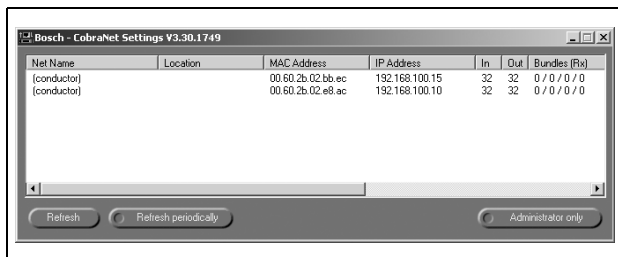 Bosch - CobraNet Settings V3.30.1749
Net Name Location MAC Address IP Address In Out Bundles (Rx)
(conductor) 00.60.2b.02.bb.ec 192.168.100.15 32 32 0 / 0 / 0 / 0
(conductor) 00.60.2b.02.e8.ac 192.168.100.10 32 32 0 / 0 / 0 / 0
Refresh Refresh periodically Administrator only